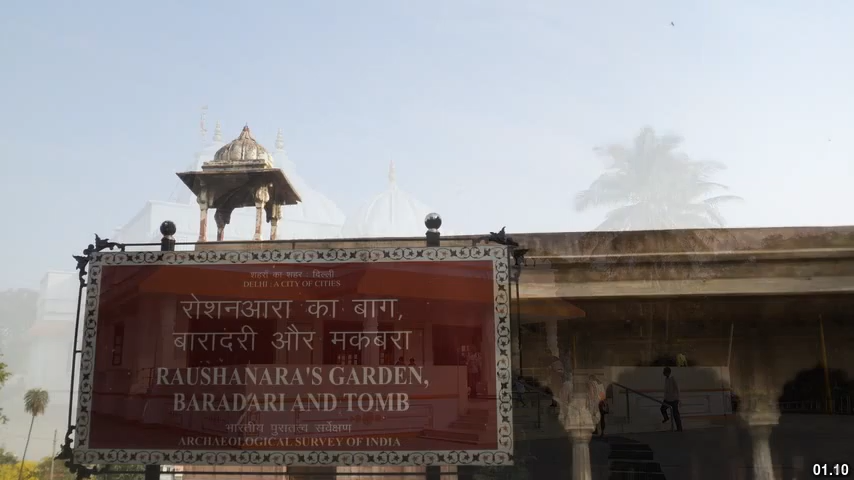 शहरों का शहर : दिल्ली
DELHI : A CITY OF CITIES
रोशनआरा का बाग,
बारादरी और मकबरा
RAUSHANARA'S GARDEN,
BARADARI AND TOMB
भारतीय पुरातत्व सर्वेक्षण
ARCHAEOLOGICAL SURVEY OF INDIA
01.10